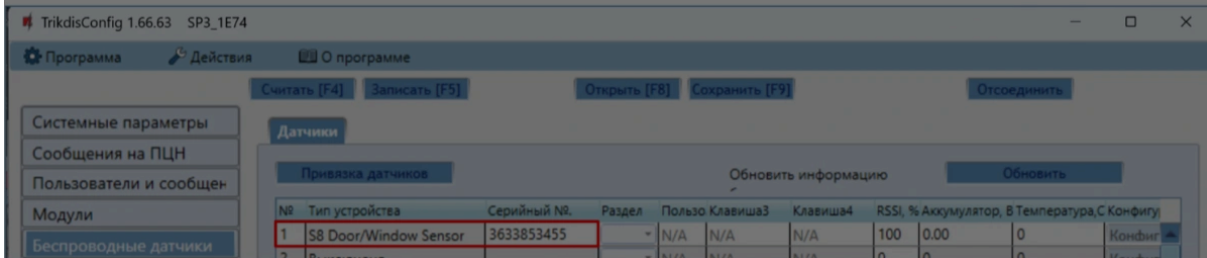 TrikdisConfig 1.66.63 SP3_1E74
Программа Действия О программе
Считать [F4] Записать [F5] Открыть [F8] Сохранить [F9] Отсоединить
Системные параметры
Датчики
Сообщения на ПЦН
Привязка датчиков Обновить информацию Обновить
Пользователи и сообщен
Модули
№ Тип устройства Серийный №. Раздел Пользо Клавиша3 Клавиша4 RSSI, % Аккумулятор, В Температура,С Конфигу
Беспроводные датчики
1 S8 Door/Window Sensor 3633853455 N/A N/A N/A 100 0.00 0 Конфиг